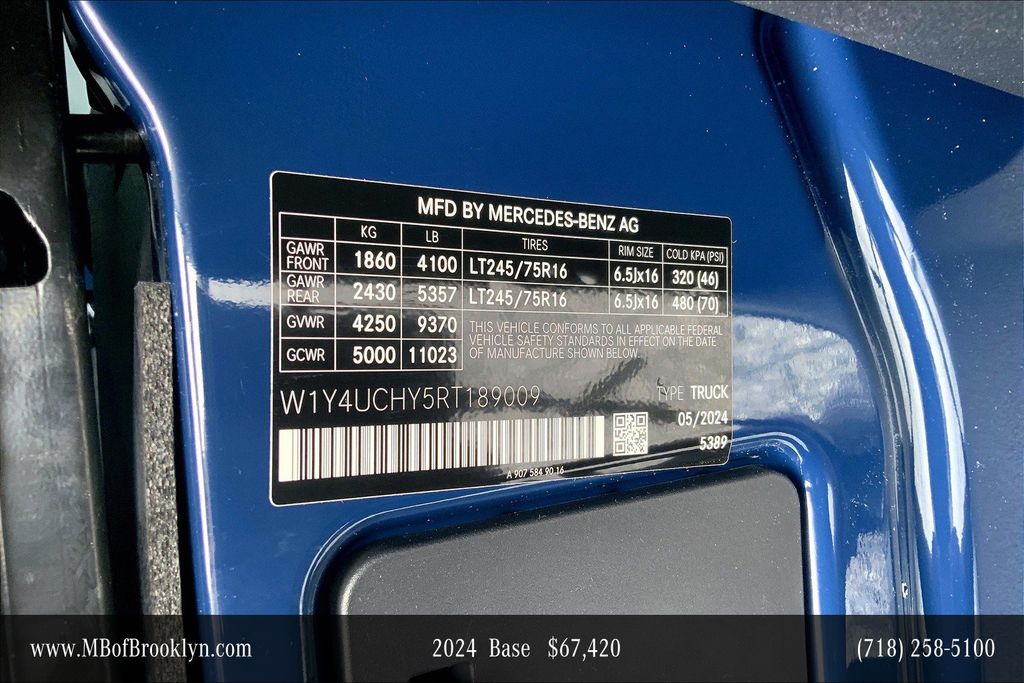 MFD BY MERCEDES-BENZ AG
KG LB TIRES RIM SIZE COLD KPA (PSI)
GAWR FRONT 1860 4100 LT245/75R16 6.5Jx16 320 (46)
GAWR REAR 2430 5357 LT245/75R16 6.5Jx16 480 (70)
GVWR 4250 9370
GCWR 5000 11023
THIS VEHICLE CONFORMS TO ALL APPLICABLE FEDERAL
VEHICLE SAFETY STANDARDS IN EFFECT ON THE DATE
OF MANUFACTURE SHOWN BELOW.
W1Y4UCHY5RT189009
TYPE TRUCK
05/2024
5389
A 907 584 90 16
www.MBofBrooklyn.com 2024 Base $67,420 (718) 258-5100